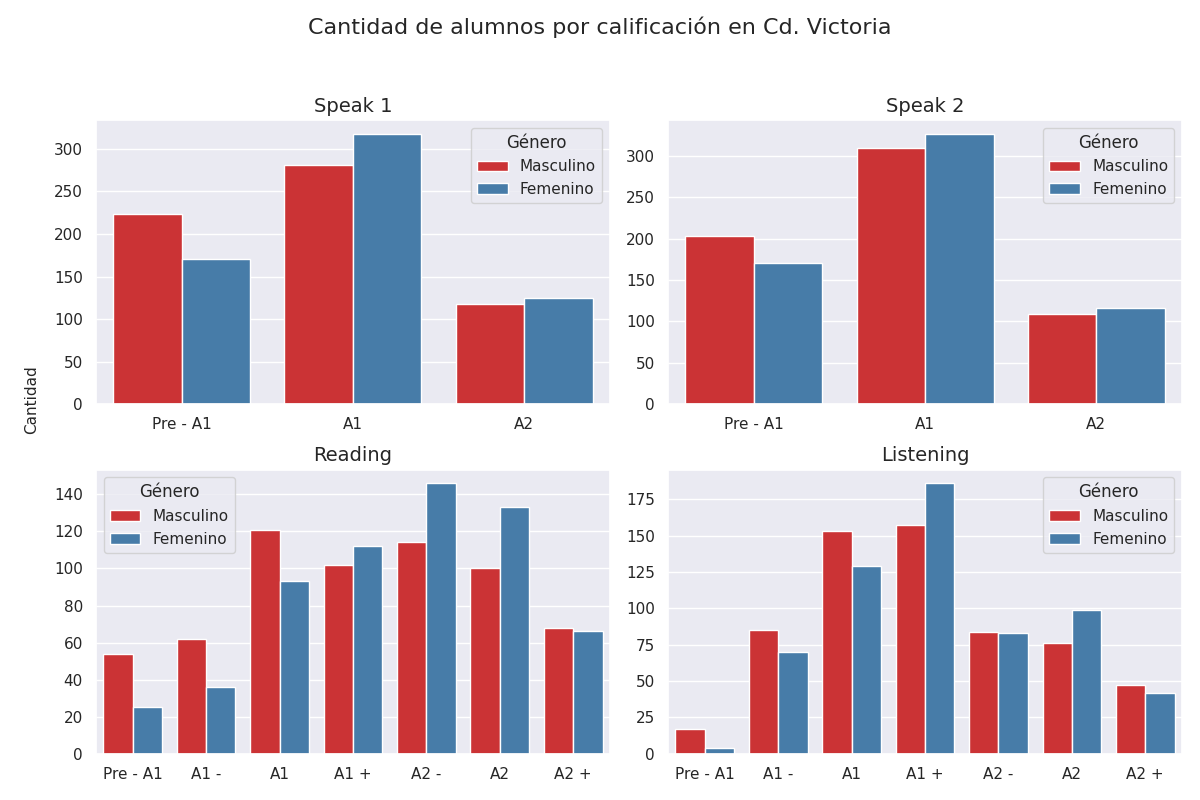 Cantidad de alumnos por calificación en Cd. Victoria
Cantidad
Speak 1
300
250
200
150
100
50
0
Pre - A1 A1 A2
Género
Masculino
Femenino
Speak 2
300
250
200
150
100
50
0
Pre - A1 A1 A2
Género
Masculino
Femenino
Reading
140
120
100
80
60
40
20
0
Pre - A1 A1 - A1 A1 + A2 - A2 A2 +
Género
Masculino
Femenino
Listening
175
150
125
100
75
50
25
0
Pre - A1 A1 - A1 A1 + A2 - A2 A2 +
Género
Masculino
Femenino